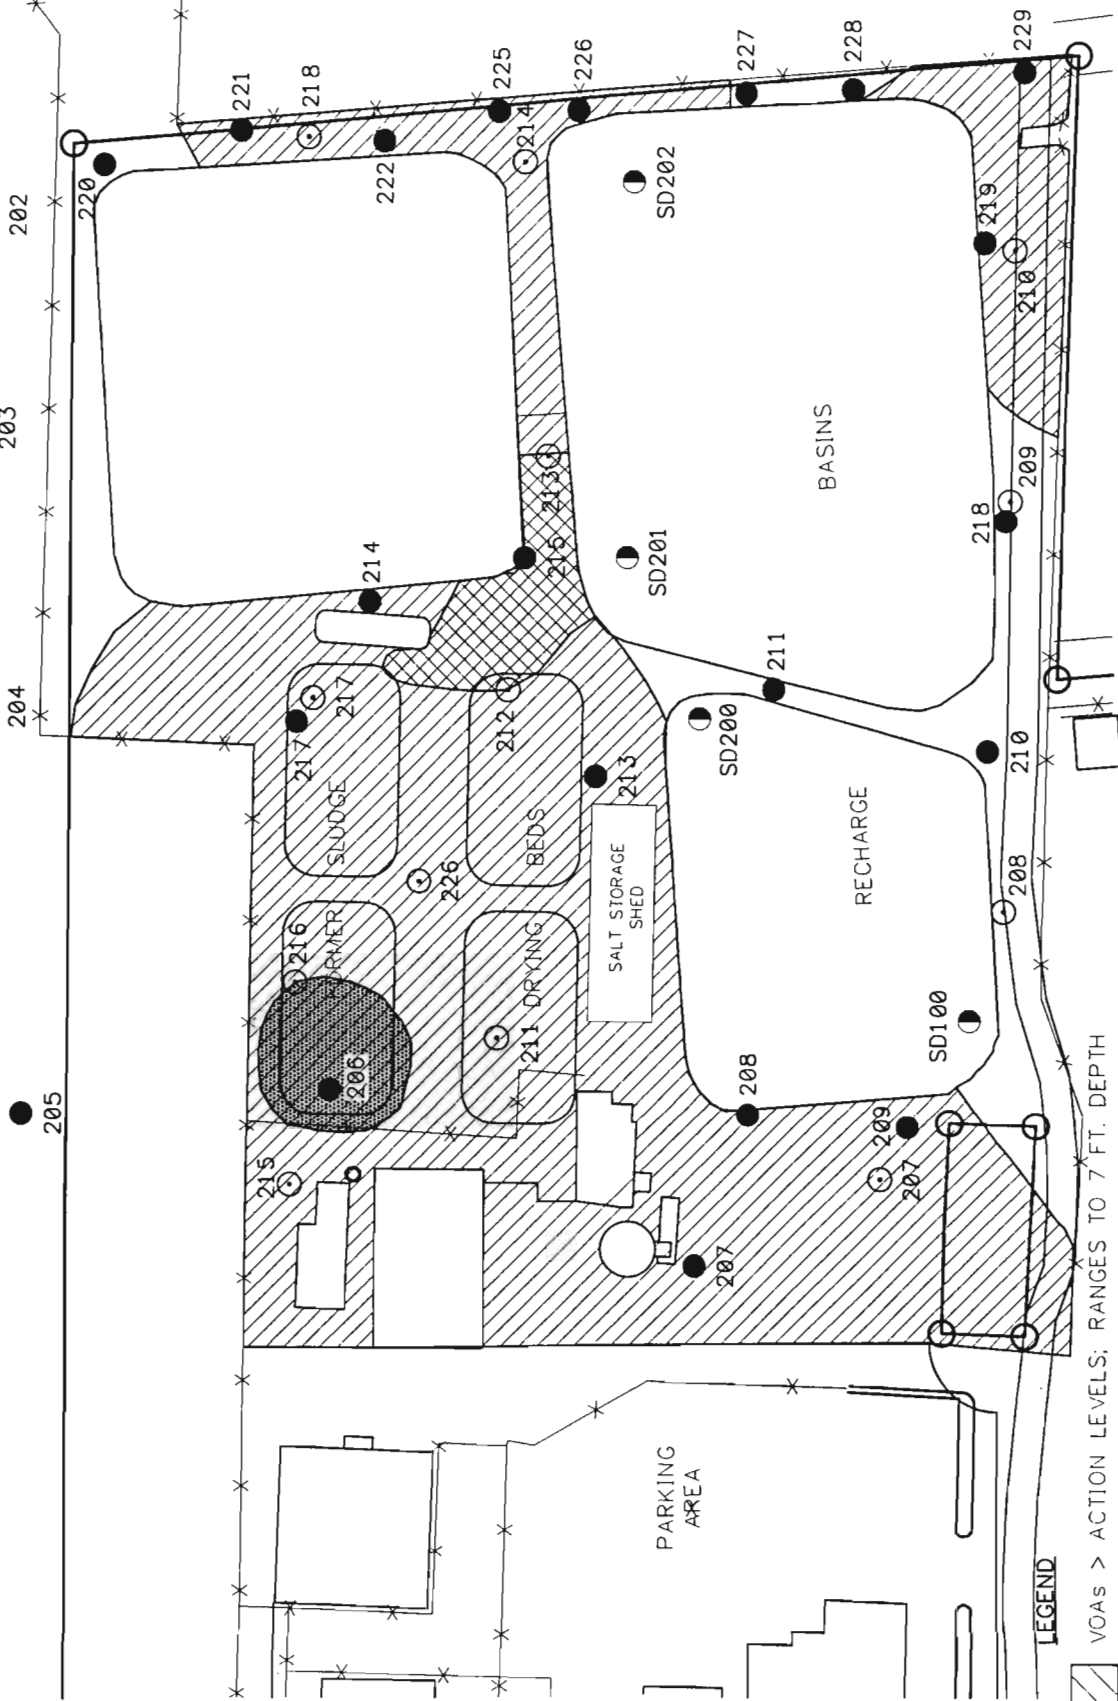 202
203
204
205
220
221
218
222
225
214
226
227
228
229
SD202
219
210
BASINS
213
215
SD201
209
218
214
211
217
217
212
SD200
210
213
SLUDGE
BEDS
226
SALT STORAGE
SHED
RECHARGE
208
216
FORMER
DRYING
211
SD100
206
208
209
207
215
207
PARKING
AREA
LEGEND
VOAs > ACTION LEVELS; RANGES TO 7 FT. DEPTH